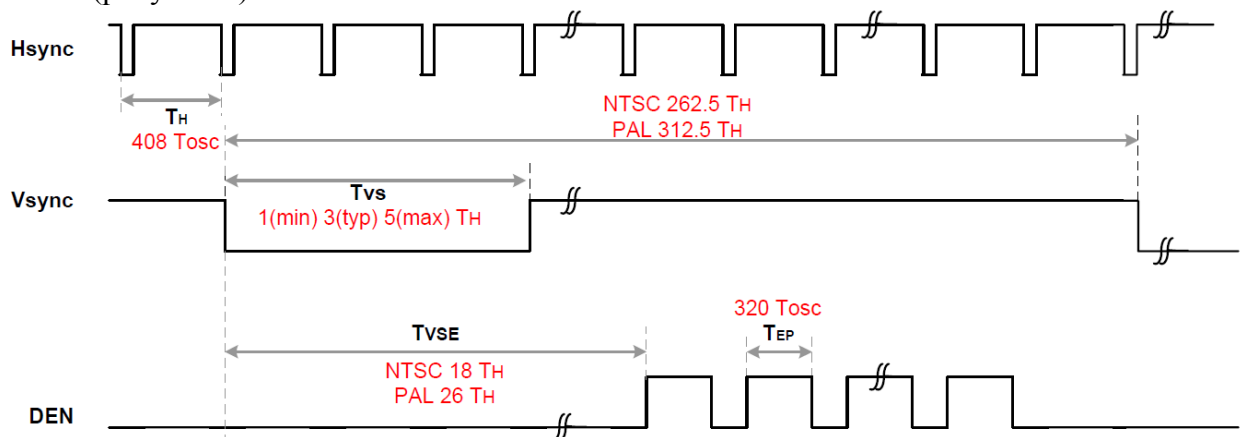 Hsync
TH
408 Tosc
NTSC 262.5 TH
PAL 312.5 TH
Vsync
TVS
1(min) 3(typ) 5(max) TH
TVSE
NTSC 18 TH
PAL 26 TH
320 Tosc
TEP
DEN